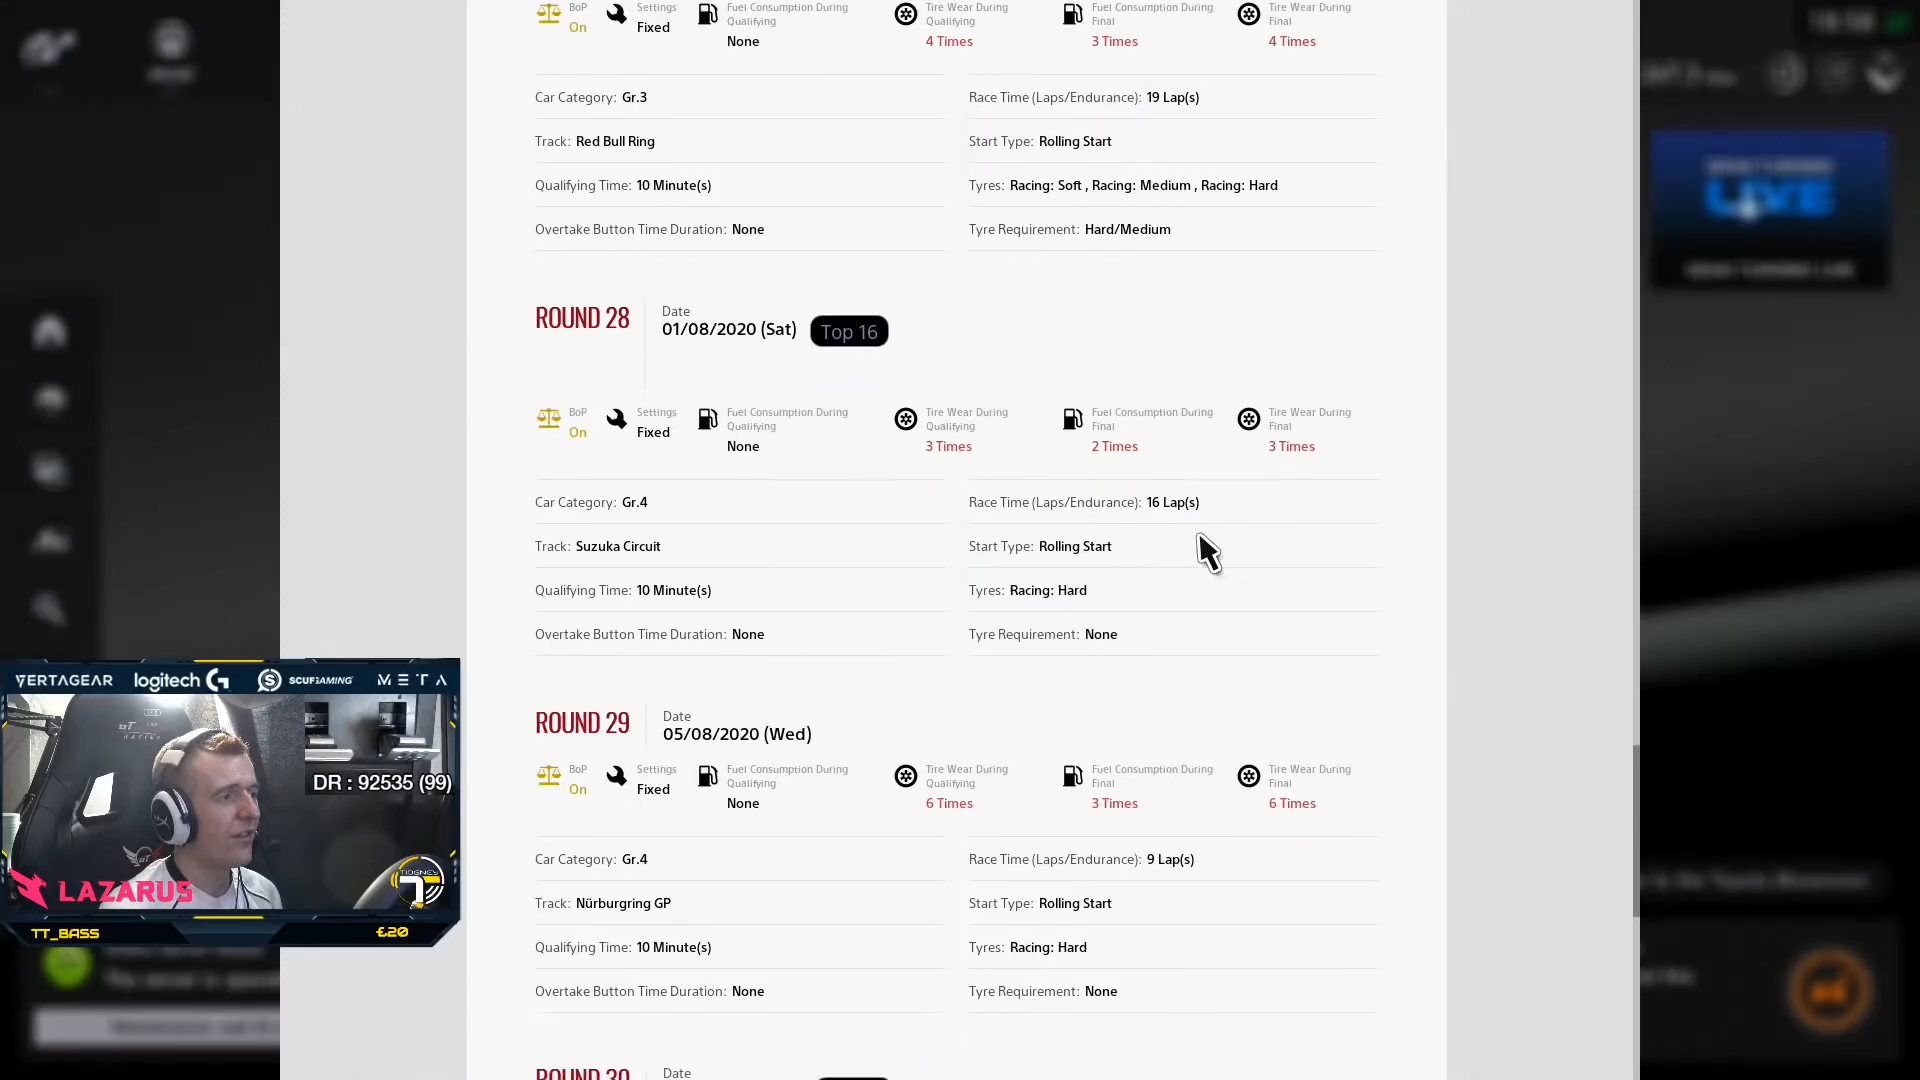 BoP
On
Settings
Fixed
Fuel Consumption During
Qualifying
None
Tire Wear During
Qualifying
4 Times
Fuel Consumption During
Final
3 Times
Tire Wear During
Final
4 Times
Car Category: Gr.3
Race Time (Laps/Endurance): 19 Lap(s)
Track: Red Bull Ring
Start Type: Rolling Start
Qualifying Time: 10 Minute(s)
Tyres: Racing: Soft , Racing: Medium , Racing: Hard
Overtake Button Time Duration: None
Tyre Requirement: Hard/Medium
LIVE
ROUND 28
Date
01/08/2020 (Sat)
Top 16
BoP
On
Settings
Fixed
Fuel Consumption During
Qualifying
None
Tire Wear During
Qualifying
3 Times
Fuel Consumption During
Final
2 Times
Tire Wear During
Final
3 Times
Car Category: Gr.4
Race Time (Laps/Endurance): 16 Lap(s)
Track: Suzuka Circuit
Start Type: Rolling Start
Qualifying Time: 10 Minute(s)
Tyres: Racing: Hard
Overtake Button Time Duration: None
Tyre Requirement: None
ROUND 29
Date
05/08/2020 (Wed)
BoP
On
Settings
Fixed
Fuel Consumption During
Qualifying
None
Tire Wear During
Qualifying
6 Times
Fuel Consumption During
Final
3 Times
Tire Wear During
Final
6 Times
Car Category: Gr.4
Race Time (Laps/Endurance): 9 Lap(s)
Track: Nürburgring GP
Start Type: Rolling Start
Qualifying Time: 10 Minute(s)
Tyres: Racing: Hard
Overtake Button Time Duration: None
Tyre Requirement: None
ROUND 30
Date
VERTAGEAR logitech G SCUFGAMING META
DR : 92535 (99)
LAZARUS
TIDGNEY
TT_BASS £20